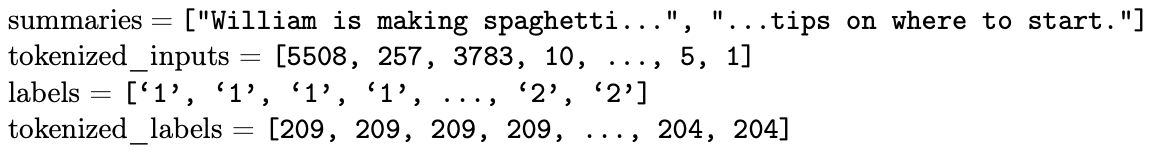 summaries = ["William is making spaghetti...", "...tips on where to start."]
tokenized_inputs = [5508, 257, 3783, 10, ..., 5, 1]
labels = [‘1’, ‘1’, ‘1’, ‘1’, ..., ‘2’, ‘2’]
tokenized_labels = [209, 209, 209, 209, ..., 204, 204]